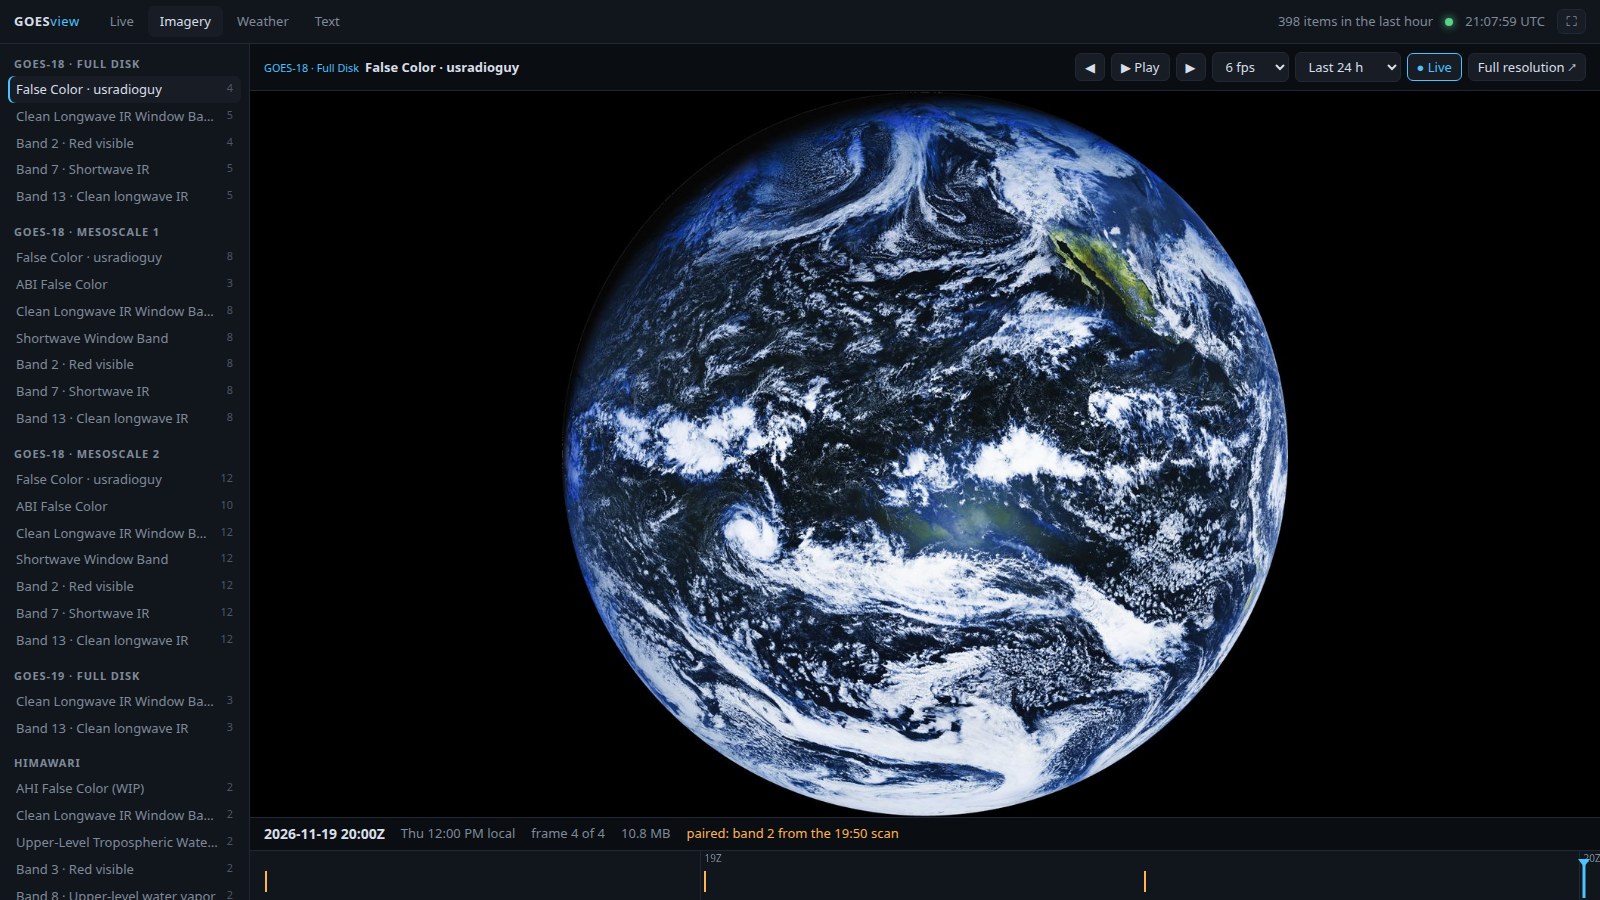 GOESview Live Imagery Weather Text 398 items in the last hour 21:07:59 UTC
GOES-18 · FULL DISK
False Color · usradioguy 4
Clean Longwave IR Window Ba... 5
Band 2 · Red visible 4
Band 7 · Shortwave IR 5
Band 13 · Clean longwave IR 5
GOES-18 · MESOSCALE 1
False Color · usradioguy 8
ABI False Color 3
Clean Longwave IR Window Ba... 8
Shortwave Window Band 8
Band 2 · Red visible 8
Band 7 · Shortwave IR 8
Band 13 · Clean longwave IR 8
GOES-18 · MESOSCALE 2
False Color · usradioguy 12
ABI False Color 10
Clean Longwave IR Window B... 12
Shortwave Window Band 12
Band 2 · Red visible 12
Band 7 · Shortwave IR 12
Band 13 · Clean longwave IR 12
GOES-19 · FULL DISK
Clean Longwave IR Window Ba... 3
Band 13 · Clean longwave IR 3
HIMAWARI
AHI False Color (WIP) 2
Clean Longwave IR Window Ba... 2
Upper-Level Tropospheric Wate... 2
Band 3 · Red visible 2
Band 8 · Upper-level water vapor 2
GOES-18 · Full Disk False Color · usradioguy ◀ ▶ Play ▶ 6 fps Last 24 h ● Live Full resolution ↗
2026-11-19 20:00Z Thu 12:00 PM local frame 4 of 4 10.8 MB paired: band 2 from the 19:50 scan
19Z 20Z